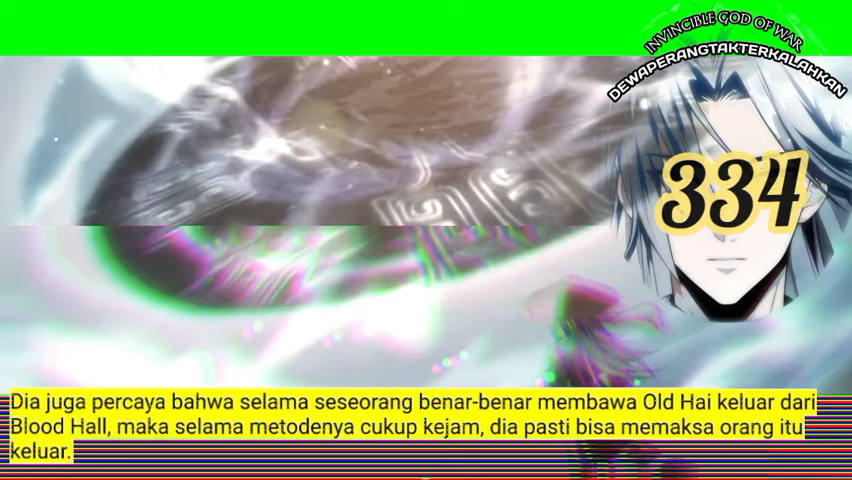 INVINCIBLE GOD OF WAR
DEWAPERANGTAKTERKALAHKAN
334
Dia juga percaya bahwa selama seseorang benar-benar membawa Old Hai keluar dari
Blood Hall, maka selama metodenya cukup kejam, dia pasti bisa memaksa orang itu
keluar.